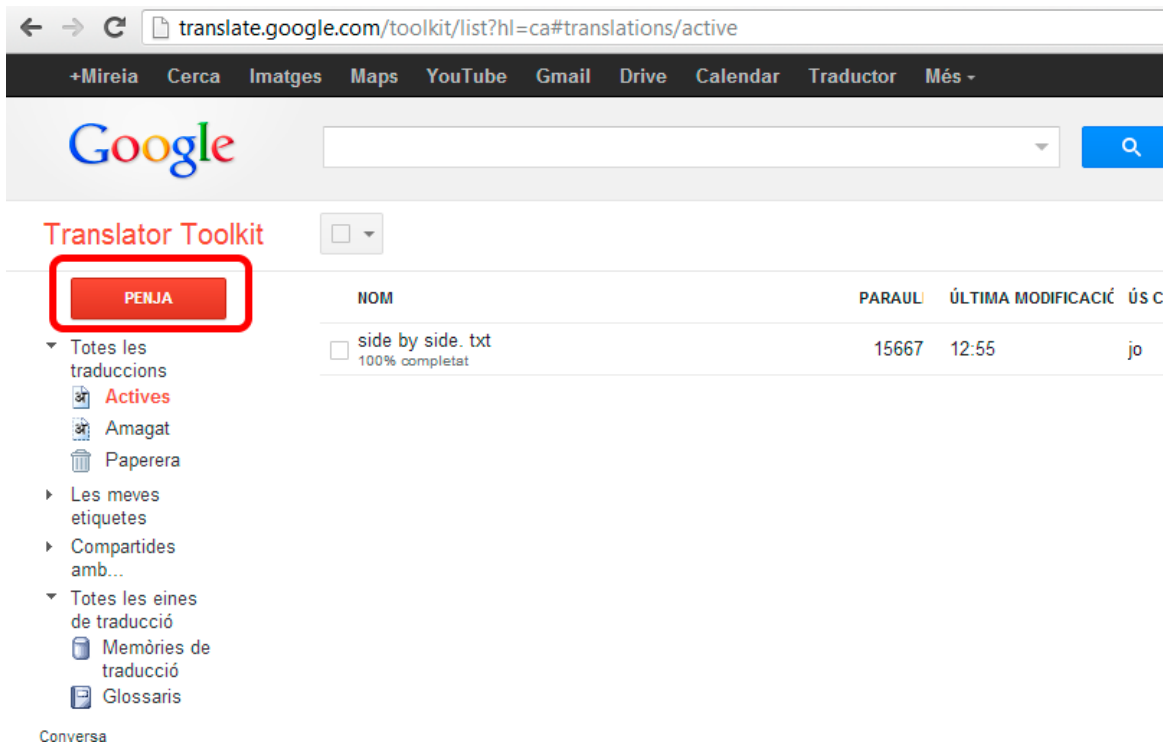 translate.google.com/toolkit/list?hl=ca#translations/active
+Mireia Cerca Imatges Maps YouTube Gmail Drive Calendar Traductor Més
Google
Translator Toolkit
PENJA
NOM PARAUL ÚLTIMA MODIFICACIÓ ÚS C
side by side. txt 15667 12:55 jo
100% completat
Totes les
traduccions
Actives
Amagat
Paperera
Les meves
etiquetes
Compartides
amb...
Totes les eines
de traducció
Memòries de
traducció
Glossaris
Conversa